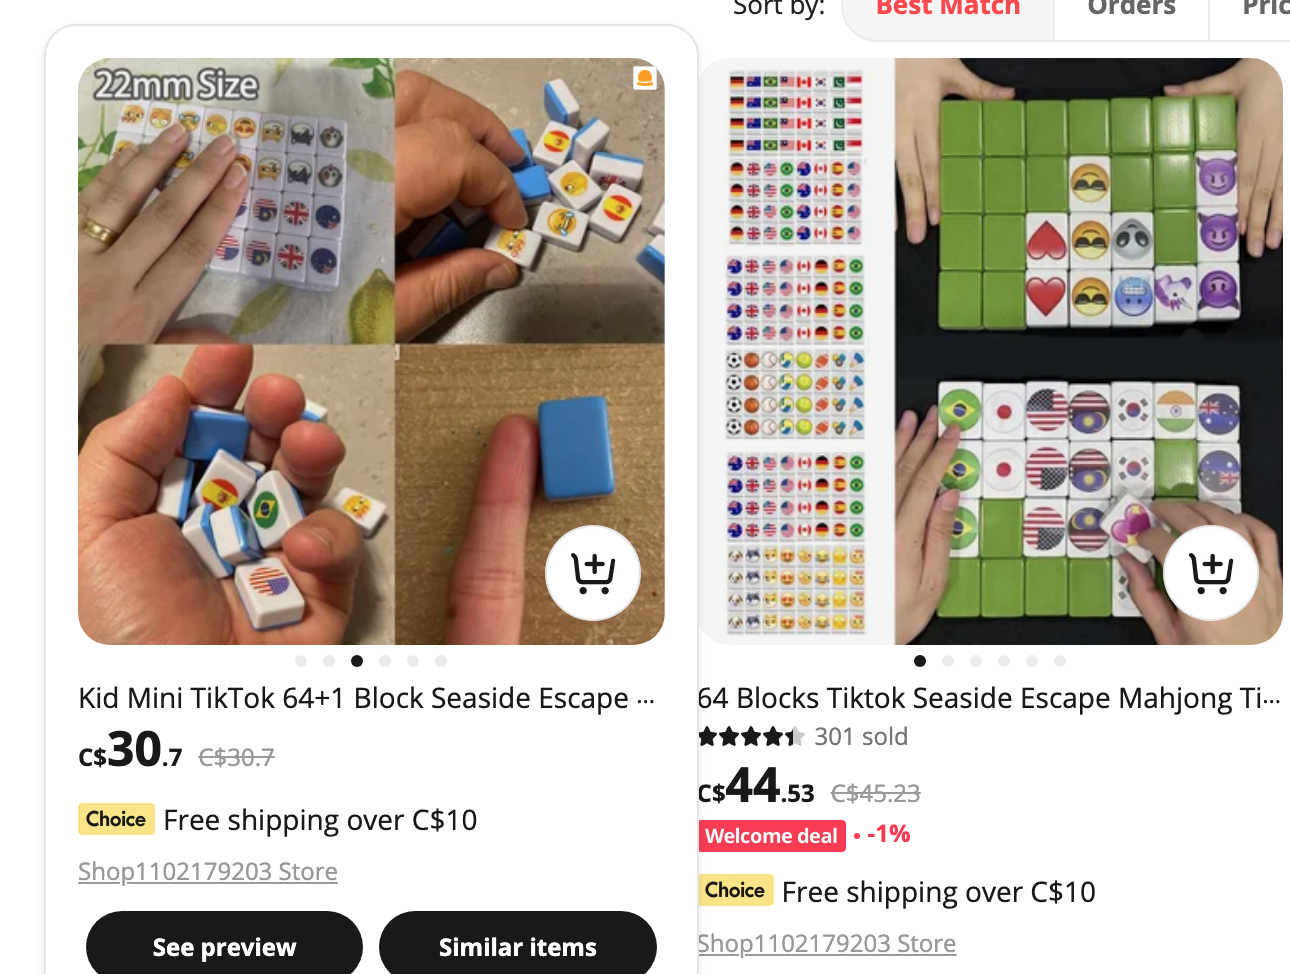 Sort by:
Best Match
Orders
Pric
22mm Size
Kid Mini TikTok 64+1 Block Seaside Escape ...
C$30.7 C$30.7
Choice Free shipping over C$10
Shop1102179203 Store
See preview
Similar items
64 Blocks Tiktok Seaside Escape Mahjong Ti...
301 sold
C$44.53 C$45.23
Welcome deal · -1%
Choice Free shipping over C$10
Shop1102179203 Store